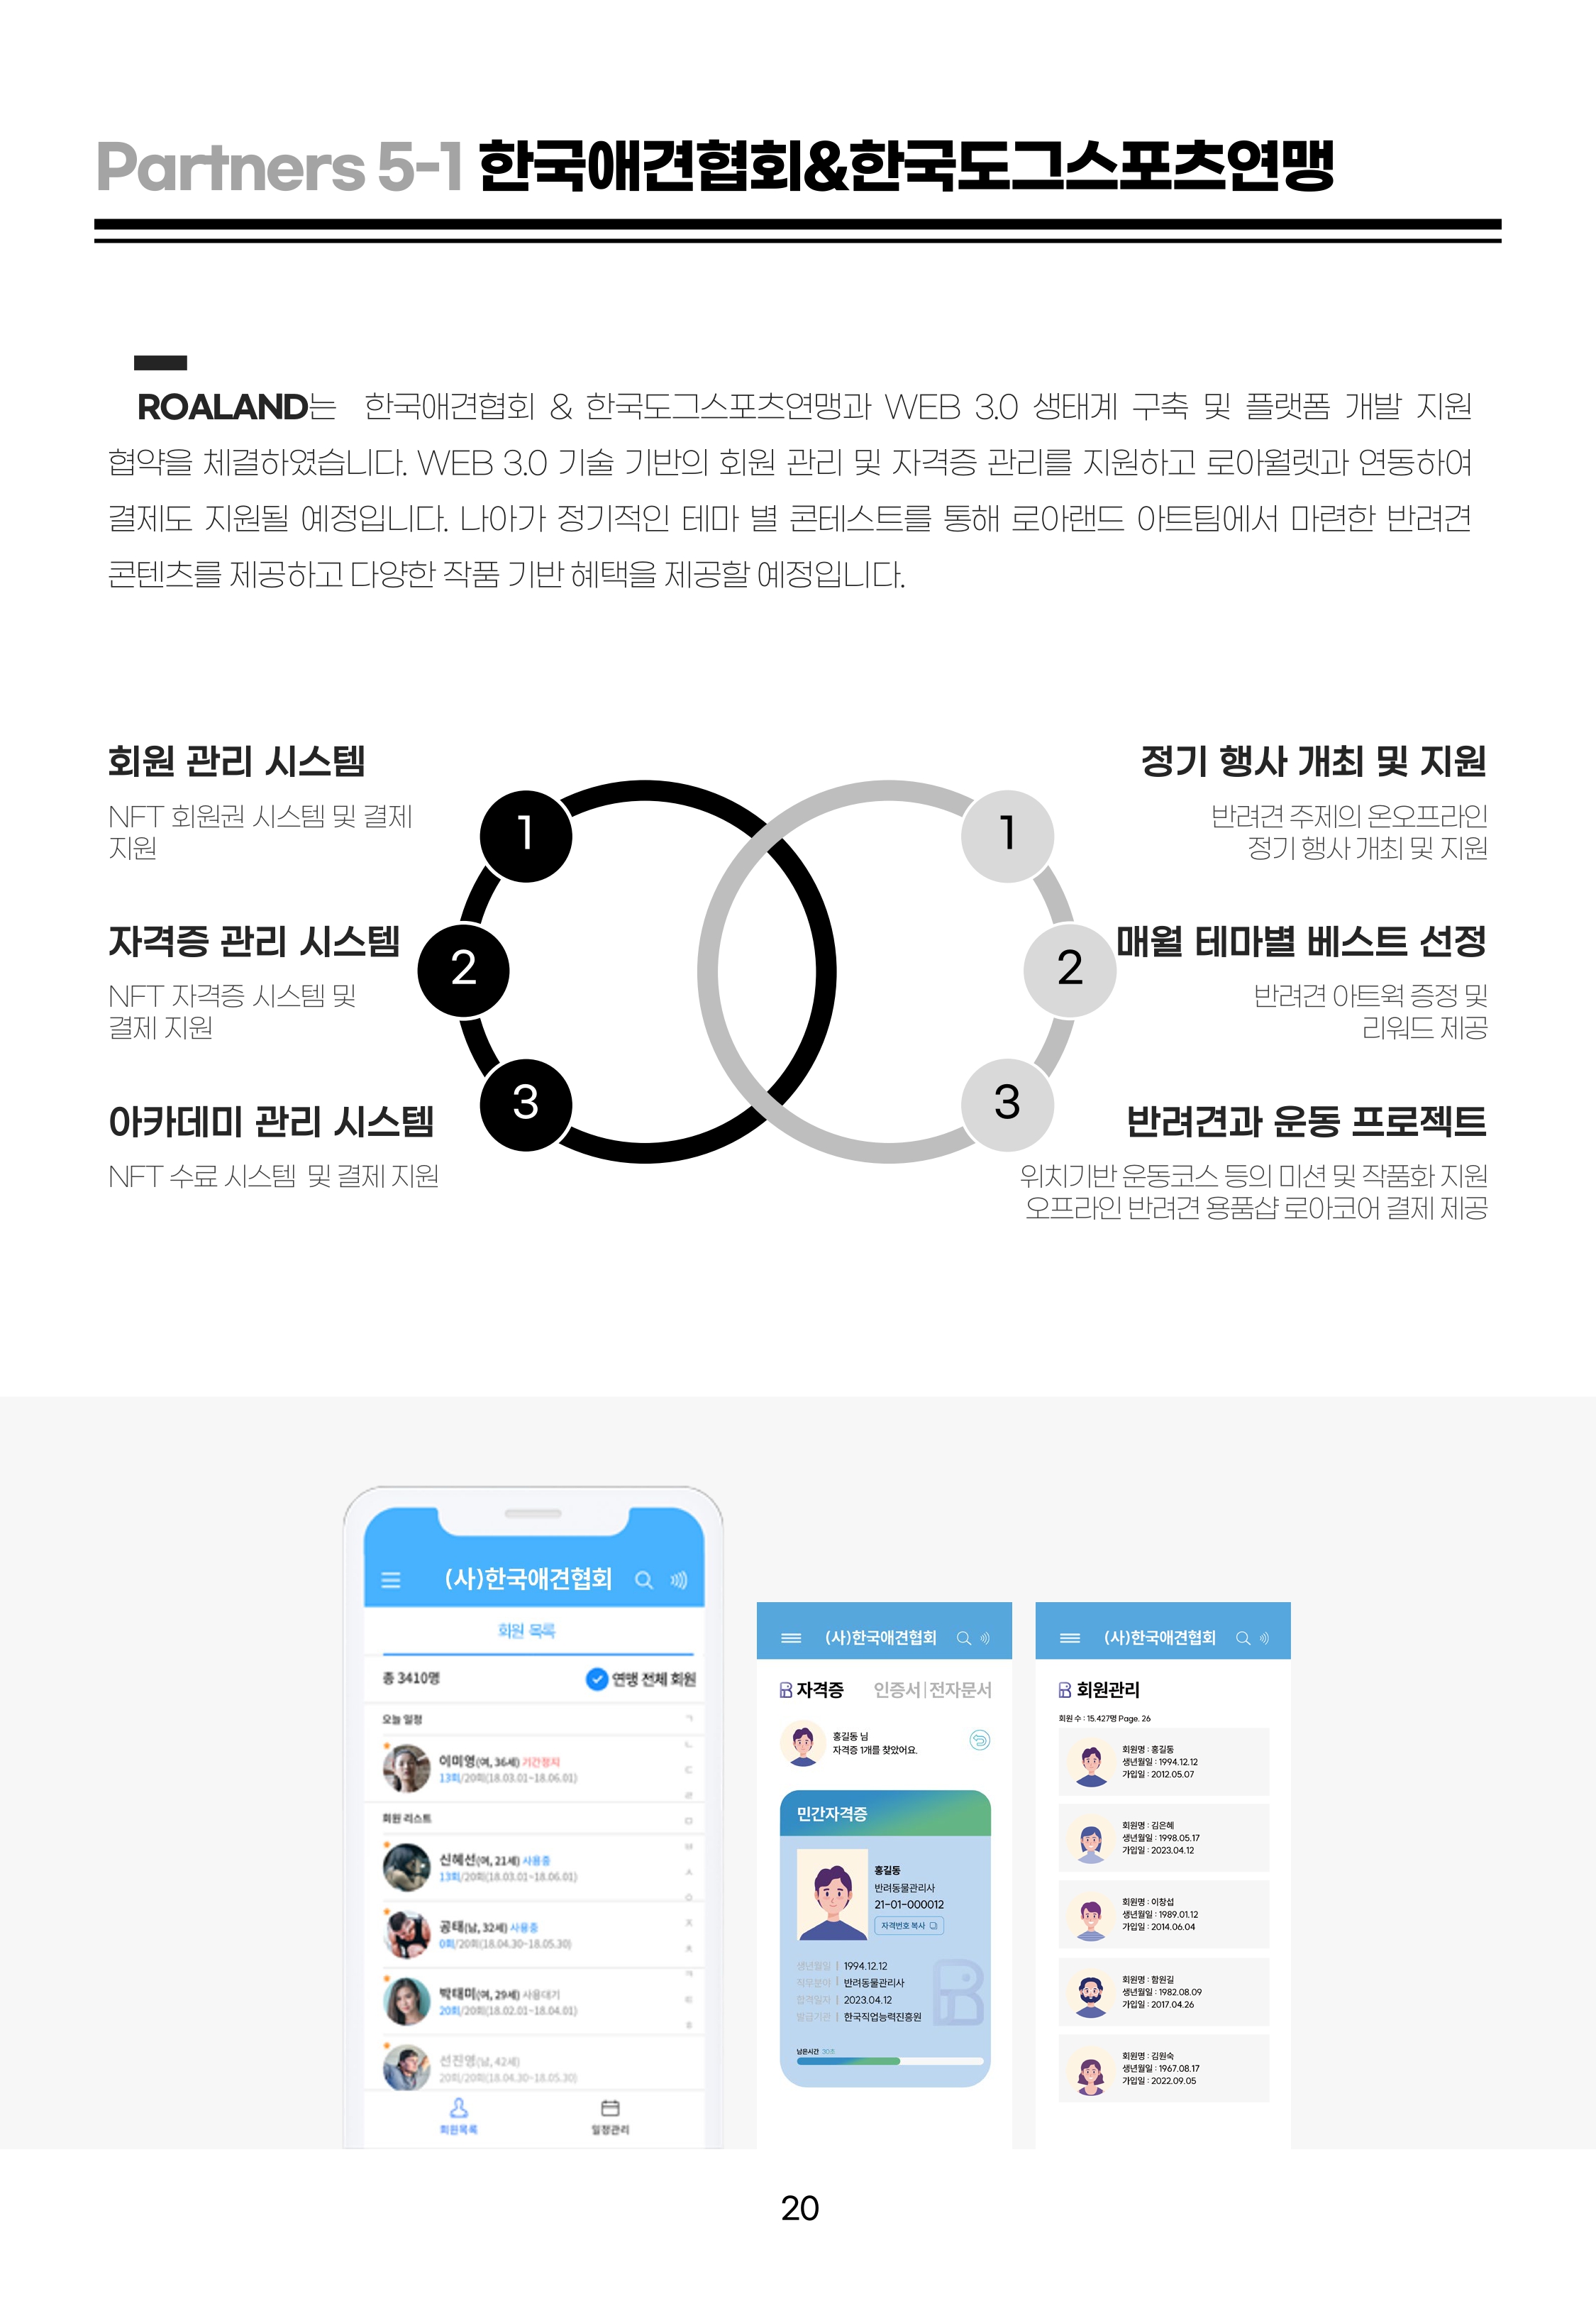 Partners 5-1 한국애견협회&한국도그스포츠연맹
ROALAND는 한국애견협회 & 한국도그스포츠연맹과 WEB 3.0 생태계 구축 및 플랫폼 개발 지원
협약을 체결하였습니다. WEB 3.0 기술 기반의 회원 관리 및 자격증 관리를 지원하고 로아월렛과 연동하여
결제도 지원될 예정입니다. 나아가 정기적인 테마 별 콘테스트를 통해 로아랜드 아트팀에서 마련한 반려견
콘텐츠를 제공하고 다양한 작품 기반 혜택을 제공할 예정입니다.
회원 관리 시스템
NFT 회원권 시스템 및 결제
지원
자격증 관리 시스템
NFT 자격증 시스템 및
결제 지원
아카데미 관리 시스템
NFT 수료 시스템 및 결제 지원
1
2
3
1
2
3
정기 행사 개최 및 지원
반려견 주제의 온오프라인
정기 행사 개최 및 지원
매월 테마별 베스트 선정
반려견 아트웍 증정 및
리워드 제공
반려견과 운동 프로젝트
위치기반 운동코스 등의 미션 및 작품화 지원
오프라인 반려견 용품샵 로아코어 결제 제공
(사)한국애견협회
회원 목록
총 3410명
연맹 전체 회원
오늘 일정
이미영(여, 36세) 기간정지
13회/20회(18.03.01~18.06.01)
회원 리스트
신혜선(여, 21세) 사용중
13회/20회(18.03.01~18.06.01)
공태(남, 32세) 사용중
0회/20회(18.04.30~18.05.30)
박태미(여, 29세) 사용대기
20회/20회(18.02.01~18.04.01)
선진영(남, 42세)
20회/20회(18.04.30~18.05.30)
ㄱ
ㄴ
ㄷ
ㄹ
ㅁ
ㅂ
ㅅ
ㅇ
ㅈ
ㅊ
ㅋ
ㅌ
ㅎ
회원목록
일정관리
(사)한국애견협회
자격증 인증서|전자문서
홍길동 님
자격증 1개를 찾았어요.
민간자격증
홍길동
반려동물관리사
21-01-000012
자격번호 복사
생년월일 | 1994.12.12
직무분야 | 반려동물관리사
합격일자 | 2023.04.12
발급기관 | 한국직업능력진흥원
남은시간 30초
(사)한국애견협회
회원관리
회원 수 : 15.427명 Page. 26
회원명 : 홍길동
생년월일 : 1994.12.12
가입일 : 2012.05.07
회원명 : 김은혜
생년월일 : 1998.05.17
가입일 : 2023.04.12
회원명 : 이창섭
생년월일 : 1989.01.12
가입일 : 2014.06.04
회원명 : 함원길
생년월일 : 1982.08.09
가입일 : 2017.04.26
회원명 : 김원숙
생년월일 : 1967.08.17
가입일 : 2022.09.05
20